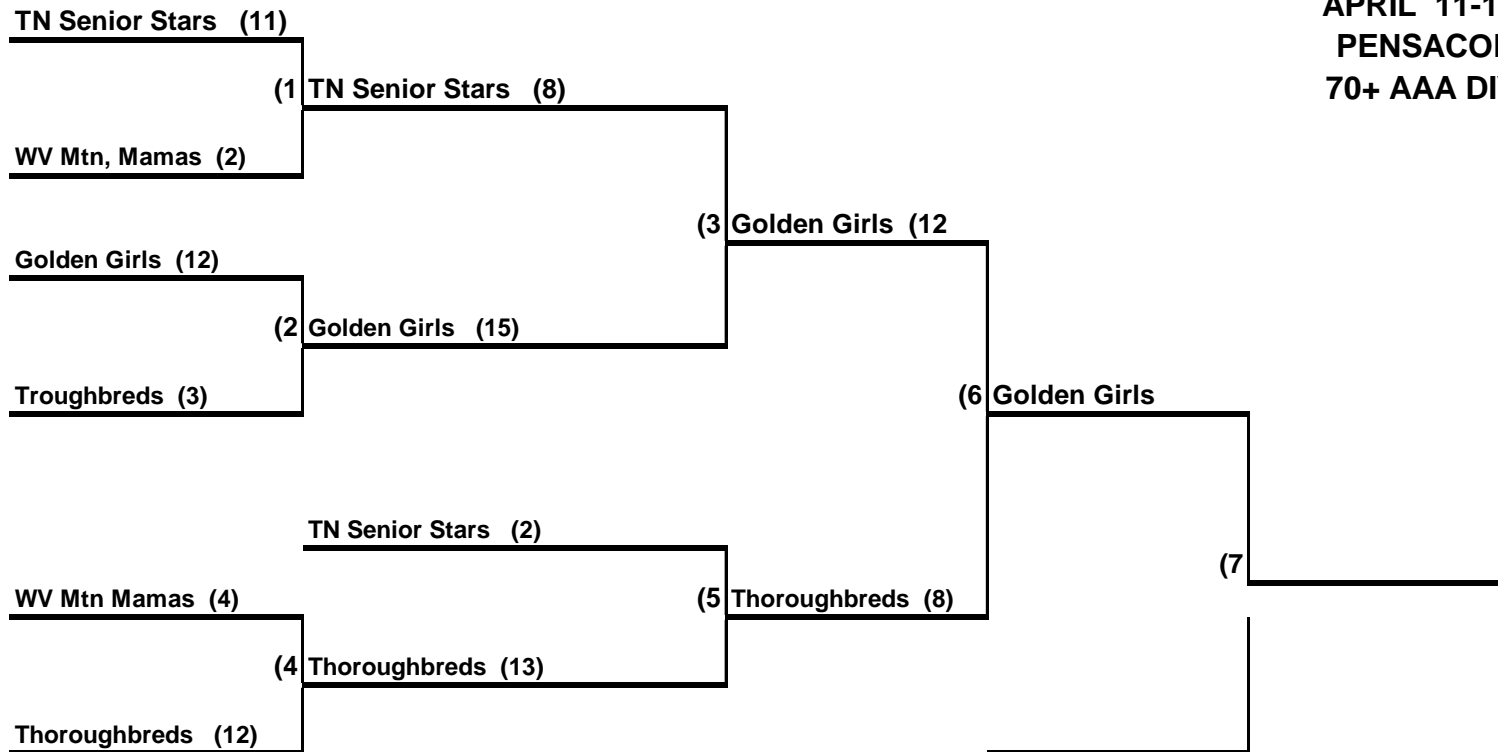 APRIL 11-1
PENSACOL
70+ AAA DI
TN Senior Stars (11)
(1 TN Senior Stars (8)
WV Mtn, Mamas (2)
(3 Golden Girls (12
Golden Girls (12)
(2 Golden Girls (15)
Troughbreds (3)
(6 Golden Girls
TN Senior Stars (2)
(7
WV Mtn Mamas (4)
(5 Thoroughbreds (8)
(4 Thoroughbreds (13)
Thoroughbreds (12)